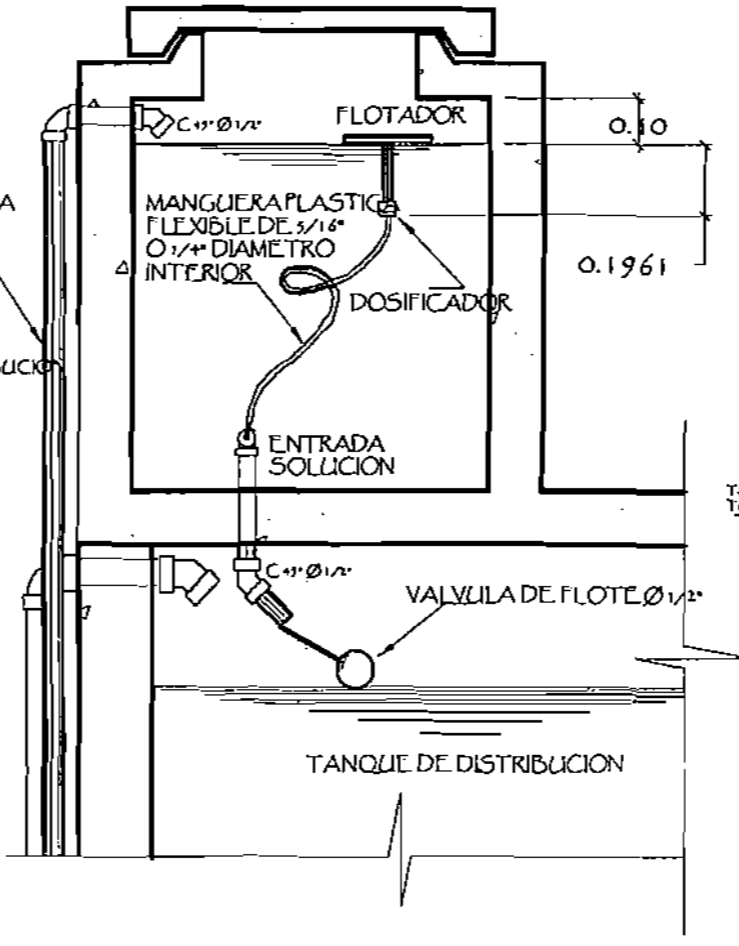 C 45° Ø 1/2"
FLOTADOR
0.10
A
MANGUERA PLASTICA
FLEXIBLE DE 5/16"
O 1/4" DIAMETRO
INTERIOR
DOSIFICADOR
0.1961
UCIO
ENTRADA
SOLUCION
C 45° Ø 1/2"
VALVULA DE FLOTE Ø 1/2"
TANQUE DE DISTRIBUCION